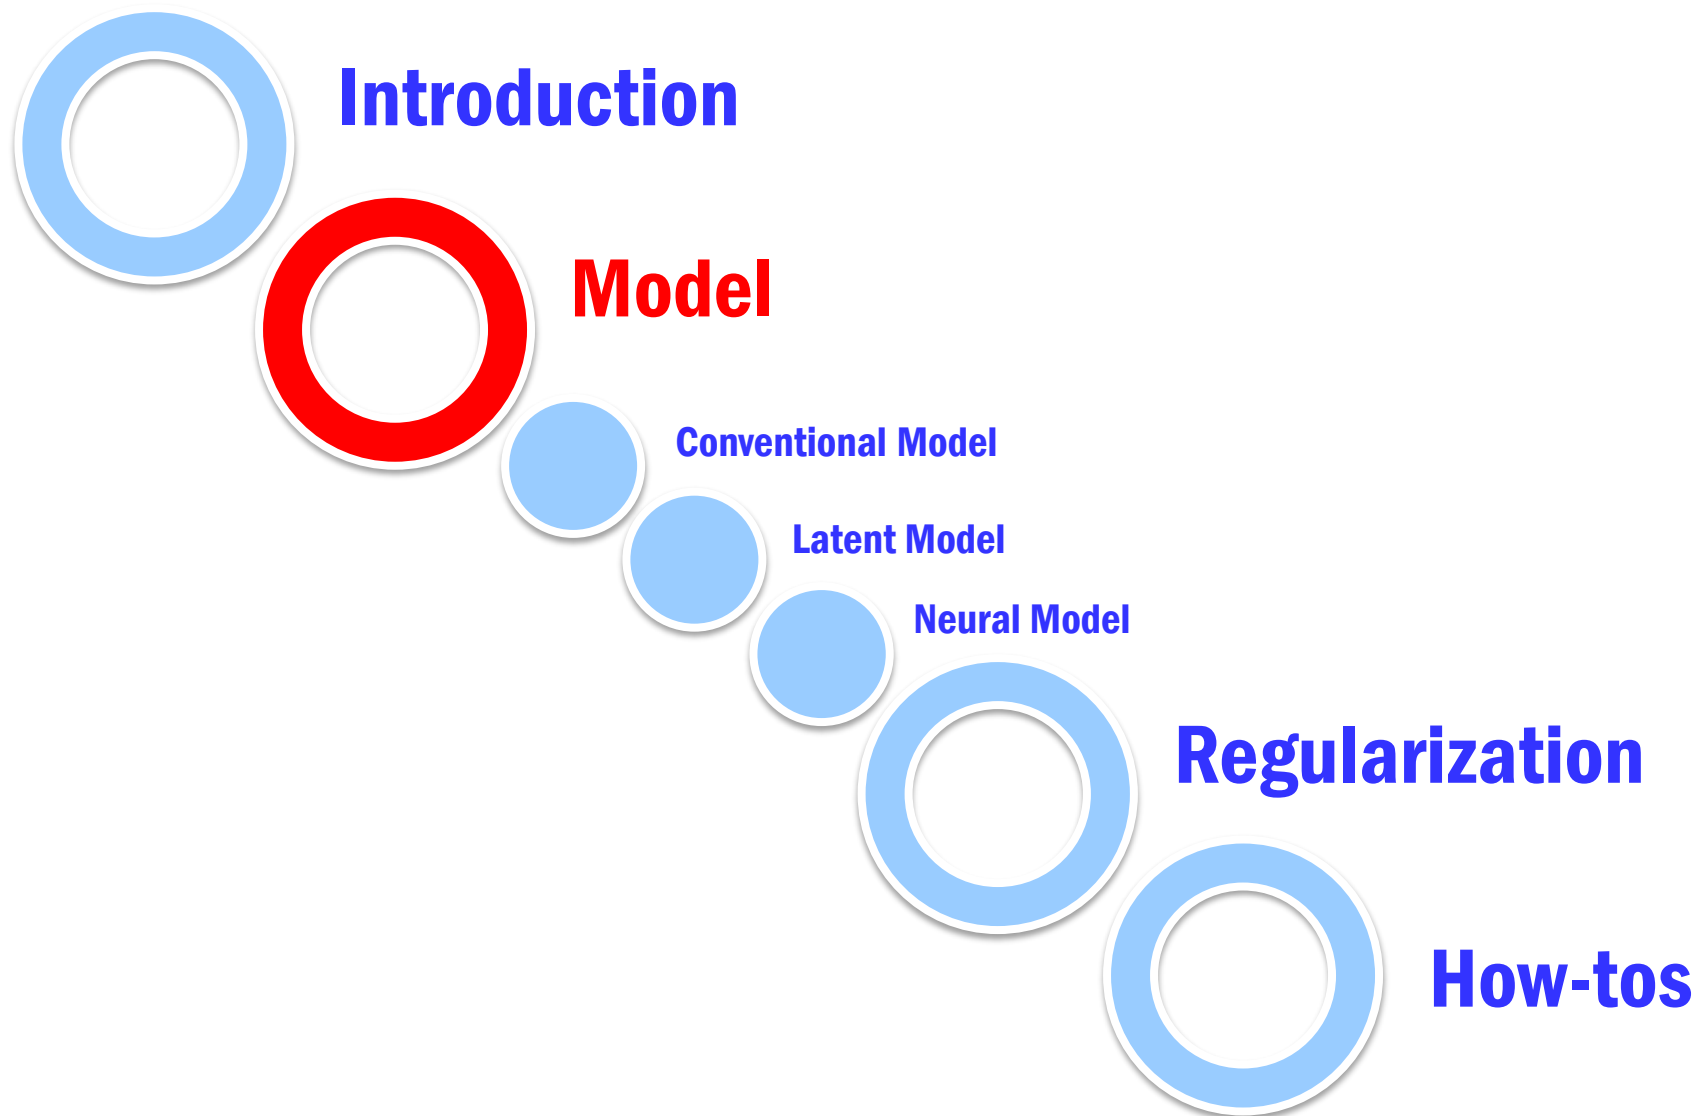 Introduction
Model
Conventional Model
Latent Model
Neural Model
Regularization
How-tos